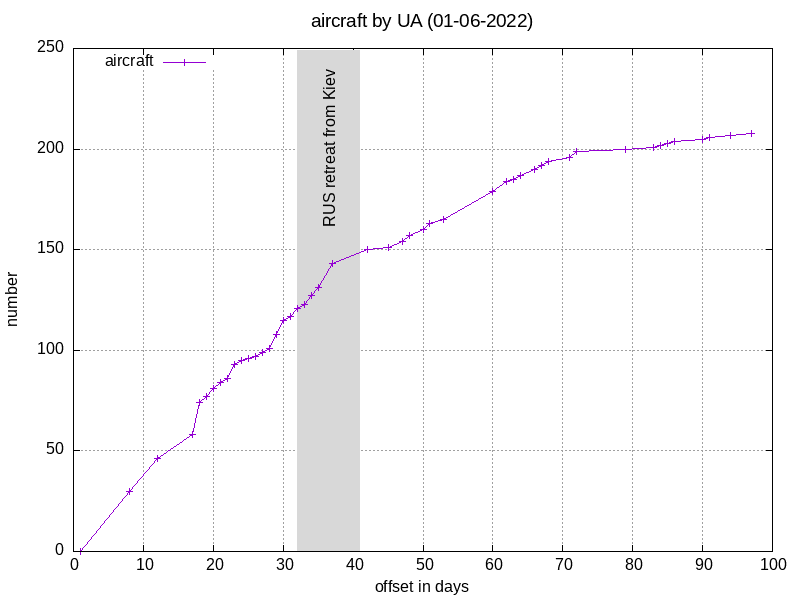 aircraft by UA (01-06-2022)
250
200
150
100
50
0
number
aircraft
RUS retreat from Kiev
0 10 20 30 40 50 60 70 80 90 100
offset in days